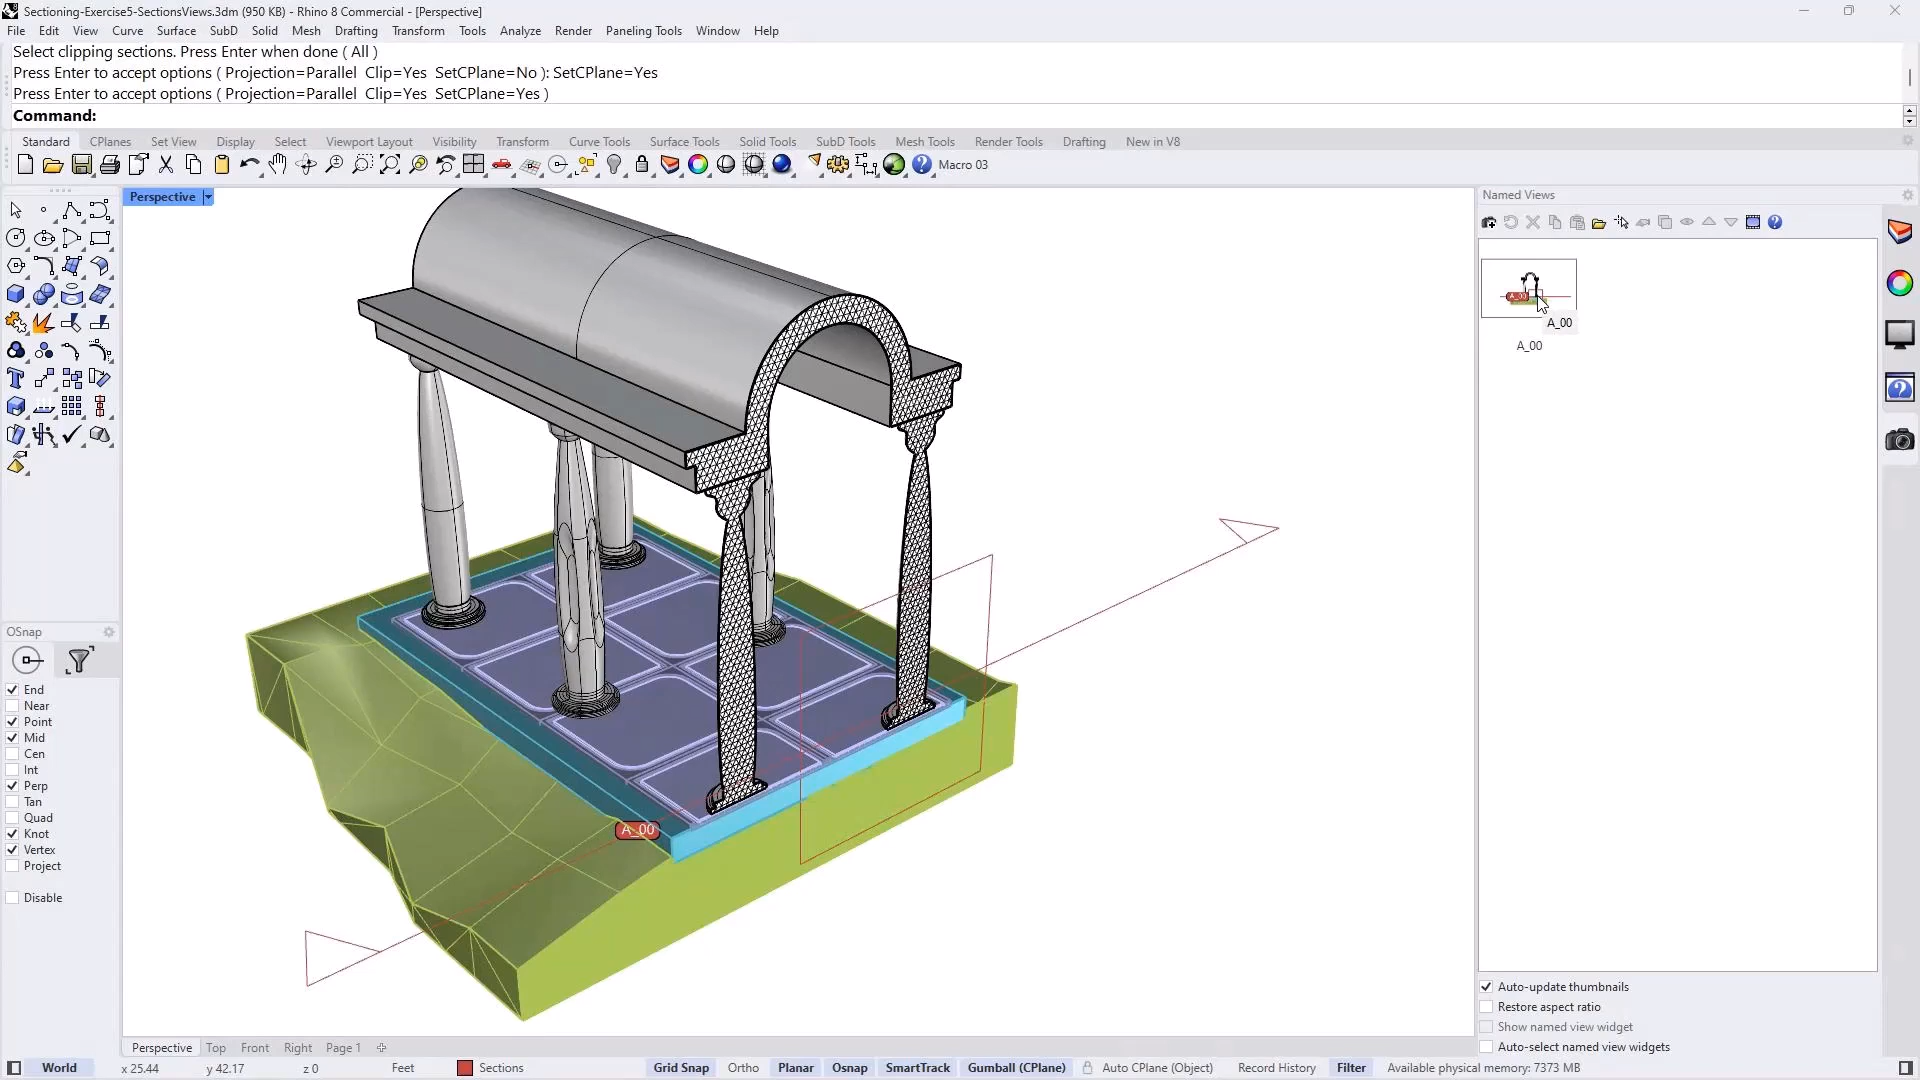 Sectioning-Exercise5-SectionsViews.3dm (950 KB) - Rhino 8 Commercial - [Perspective]
File Edit View Curve Surface SubD Solid Mesh Drafting Transform Tools Analyze Render Paneling Tools Window Help
Select clipping sections. Press Enter when done ( All )
Press Enter to accept options ( Projection=Parallel Clip=Yes SetCPlane=No ): SetCPlane=Yes
Press Enter to accept options ( Projection=Parallel Clip=Yes SetCPlane=Yes )
Command:
Standard CPlanes Set View Display Select Viewport Layout Visibility Transform Curve Tools Surface Tools Solid Tools SubD Tools Mesh Tools Render Tools Drafting New in V8
Macro 03
Perspective
Named Views
A_00
A_00
A_00
A_00
OSnap
End
Near
Point
Mid
Cen
Int
Perp
Tan
Quad
Knot
Vertex
Project
Disable
Auto-update thumbnails
Restore aspect ratio
Show named view widget
Auto-select named view widgets
Perspective Top Front Right Page 1
World x 25.44 y 42.17 z 0 Feet Sections Grid Snap Ortho Planar Osnap SmartTrack Gumball (CPlane) Auto CPlane (Object) Record History Filter Available physical memory: 7373 MB